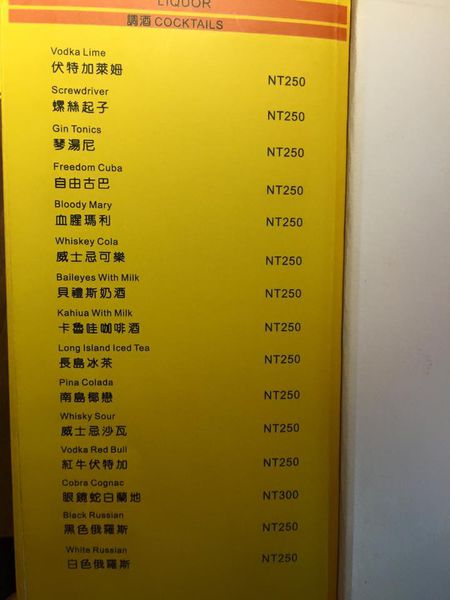 LIQUOR
調酒 COCKTAILS
Vodka Lime
伏特加萊姆 NT250
Screwdriver
螺絲起子 NT250
Gin Tonics
琴湯尼 NT250
Freedom Cuba
自由古巴 NT250
Bloody Mary
血腥瑪利 NT250
Whiskey Cola
威士忌可樂 NT250
Baileyes With Milk
貝禮斯奶酒 NT250
Kahlua With Milk
卡魯哇咖啡酒 NT250
Long Island Iced Tea
長島冰茶 NT250
Pina Colada
南島椰戀 NT250
Whisky Sour
威士忌沙瓦 NT250
Vodka Red Bull
紅牛伏特加 NT250
Cobra Cognac
眼鏡蛇白蘭地 NT300
Black Russian
黑色俄羅斯 NT250
White Russian
白色俄羅斯 NT250